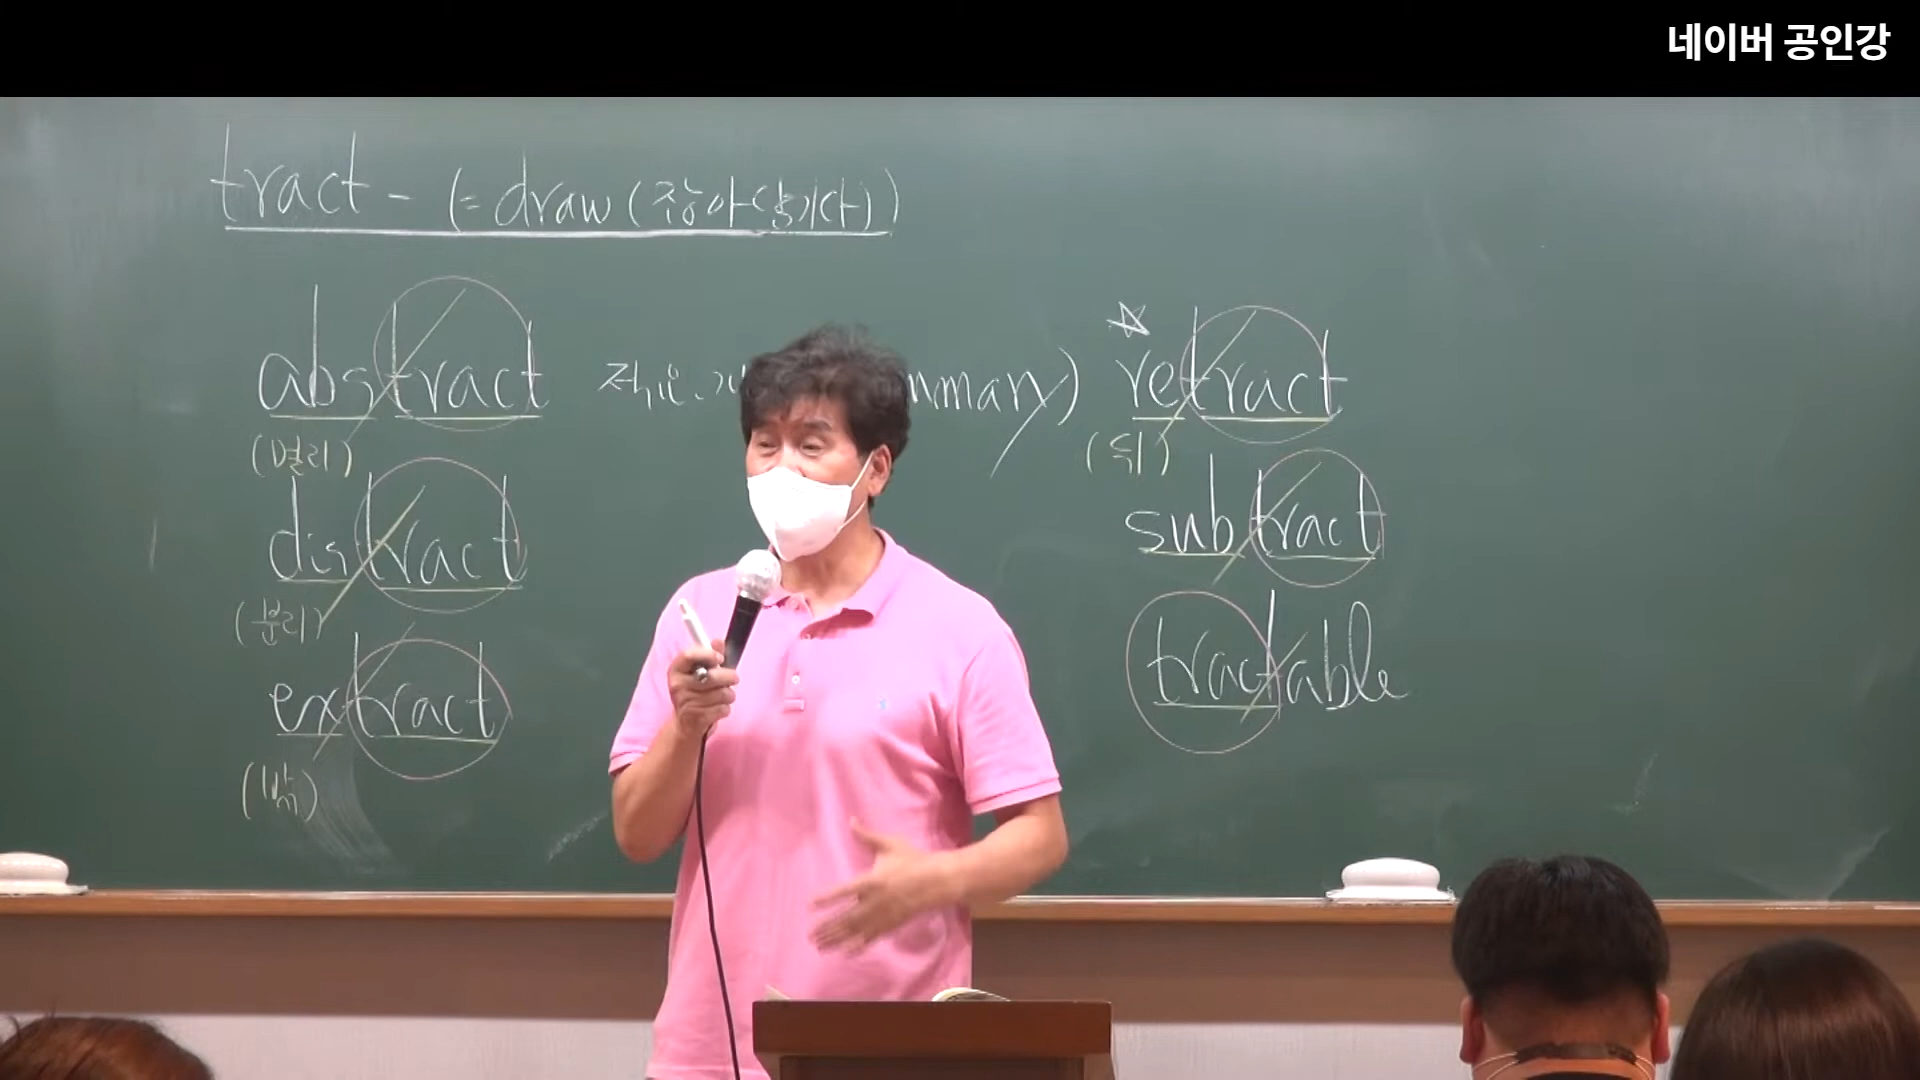 네이버 공인강
tract - (= draw (잡아당기다))
abstract
(멀리)
distract
(분리)
extract
(밖)
☆ retract
(뒤)
subtract
tractable